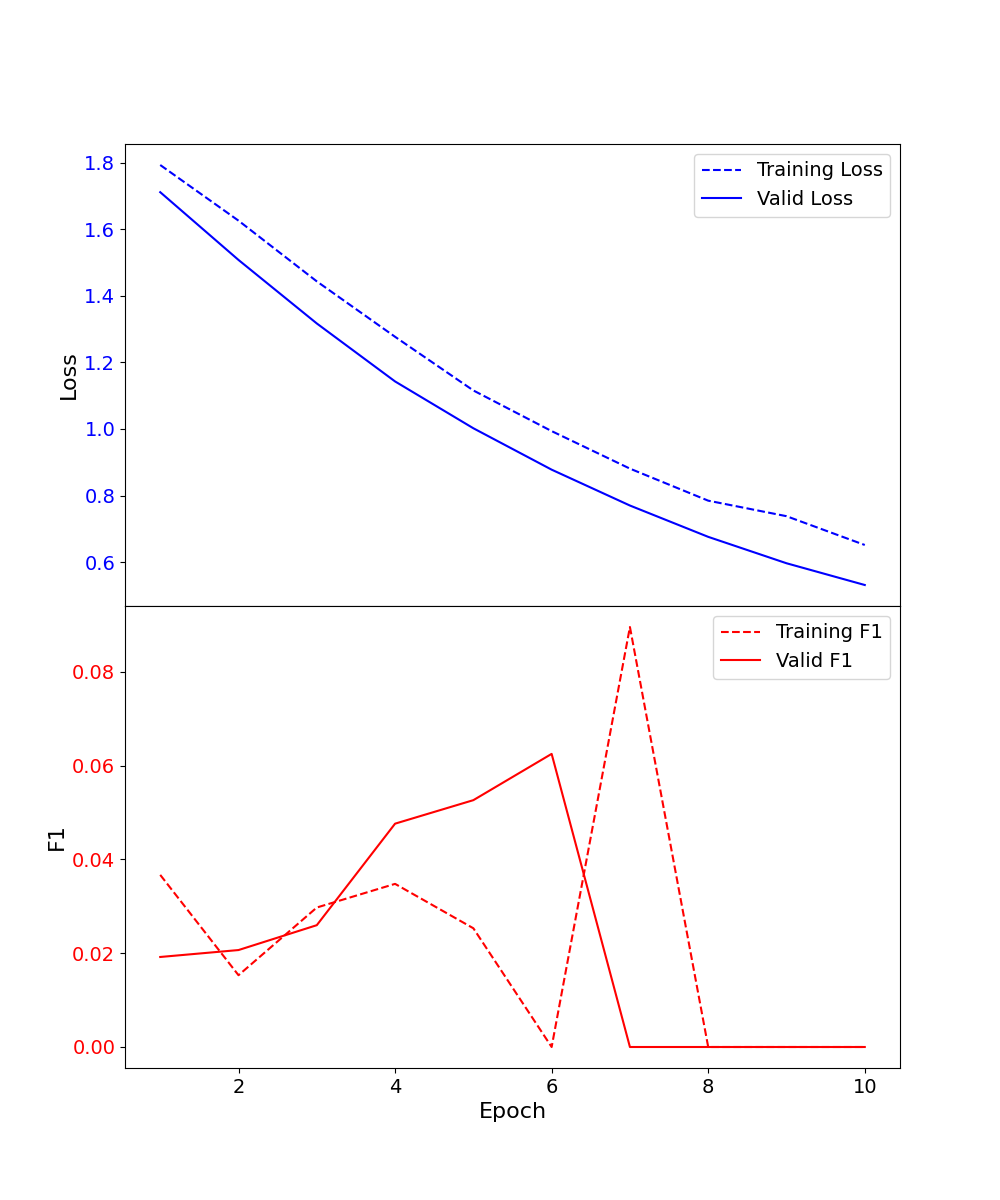 1.8
1.6
1.4
1.2
1.0
0.8
0.6
Loss
Training Loss
Valid Loss
0.08
0.06
0.04
0.02
0.00
F1
Training F1
Valid F1
2 4 6 8 10
Epoch